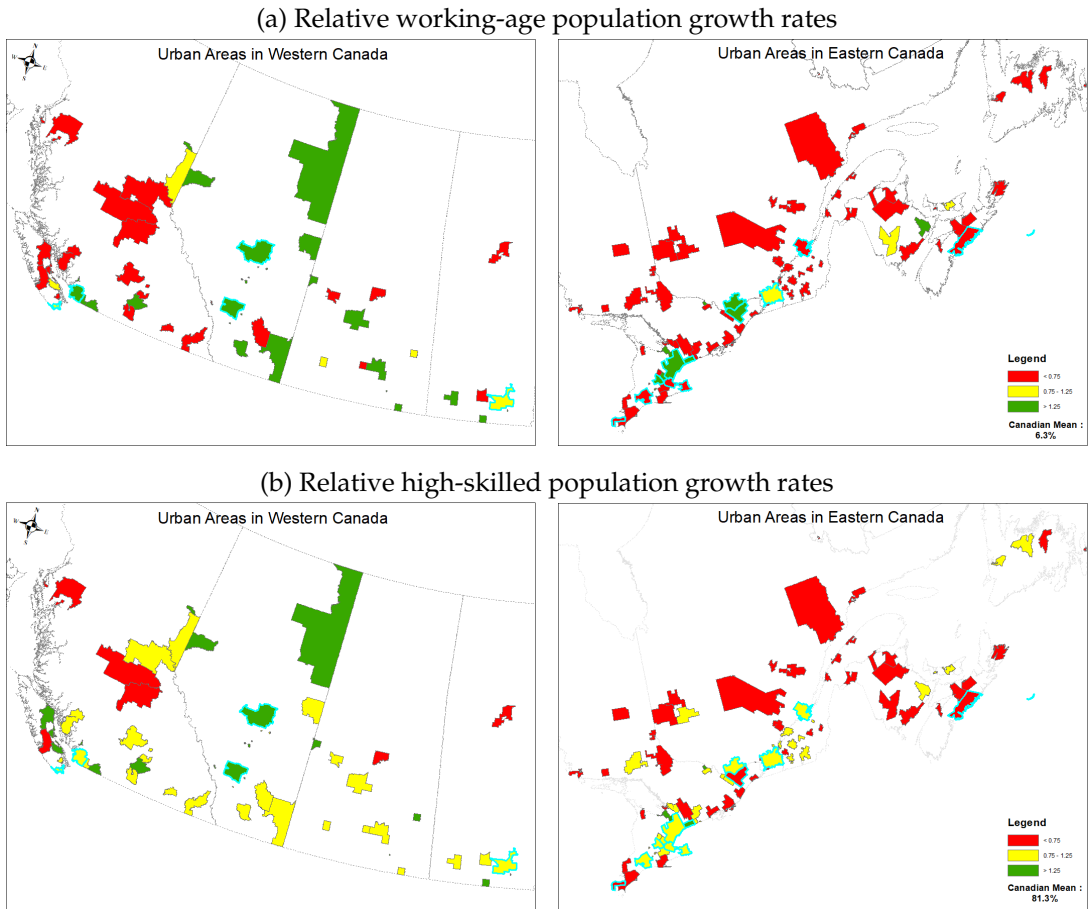 (a) Relative working-age population growth rates
Urban Areas in Western Canada
N
W
E
S
Urban Areas in Eastern Canada
Legend
< 0.75
0.75 - 1.25
> 1.25
Canadian Mean :
6.3%
(b) Relative high-skilled population growth rates
Urban Areas in Western Canada
N
W
E
S
Urban Areas in Eastern Canada
Legend
< 0.75
0.75 - 1.25
> 1.25
Canadian Mean :
81.3%